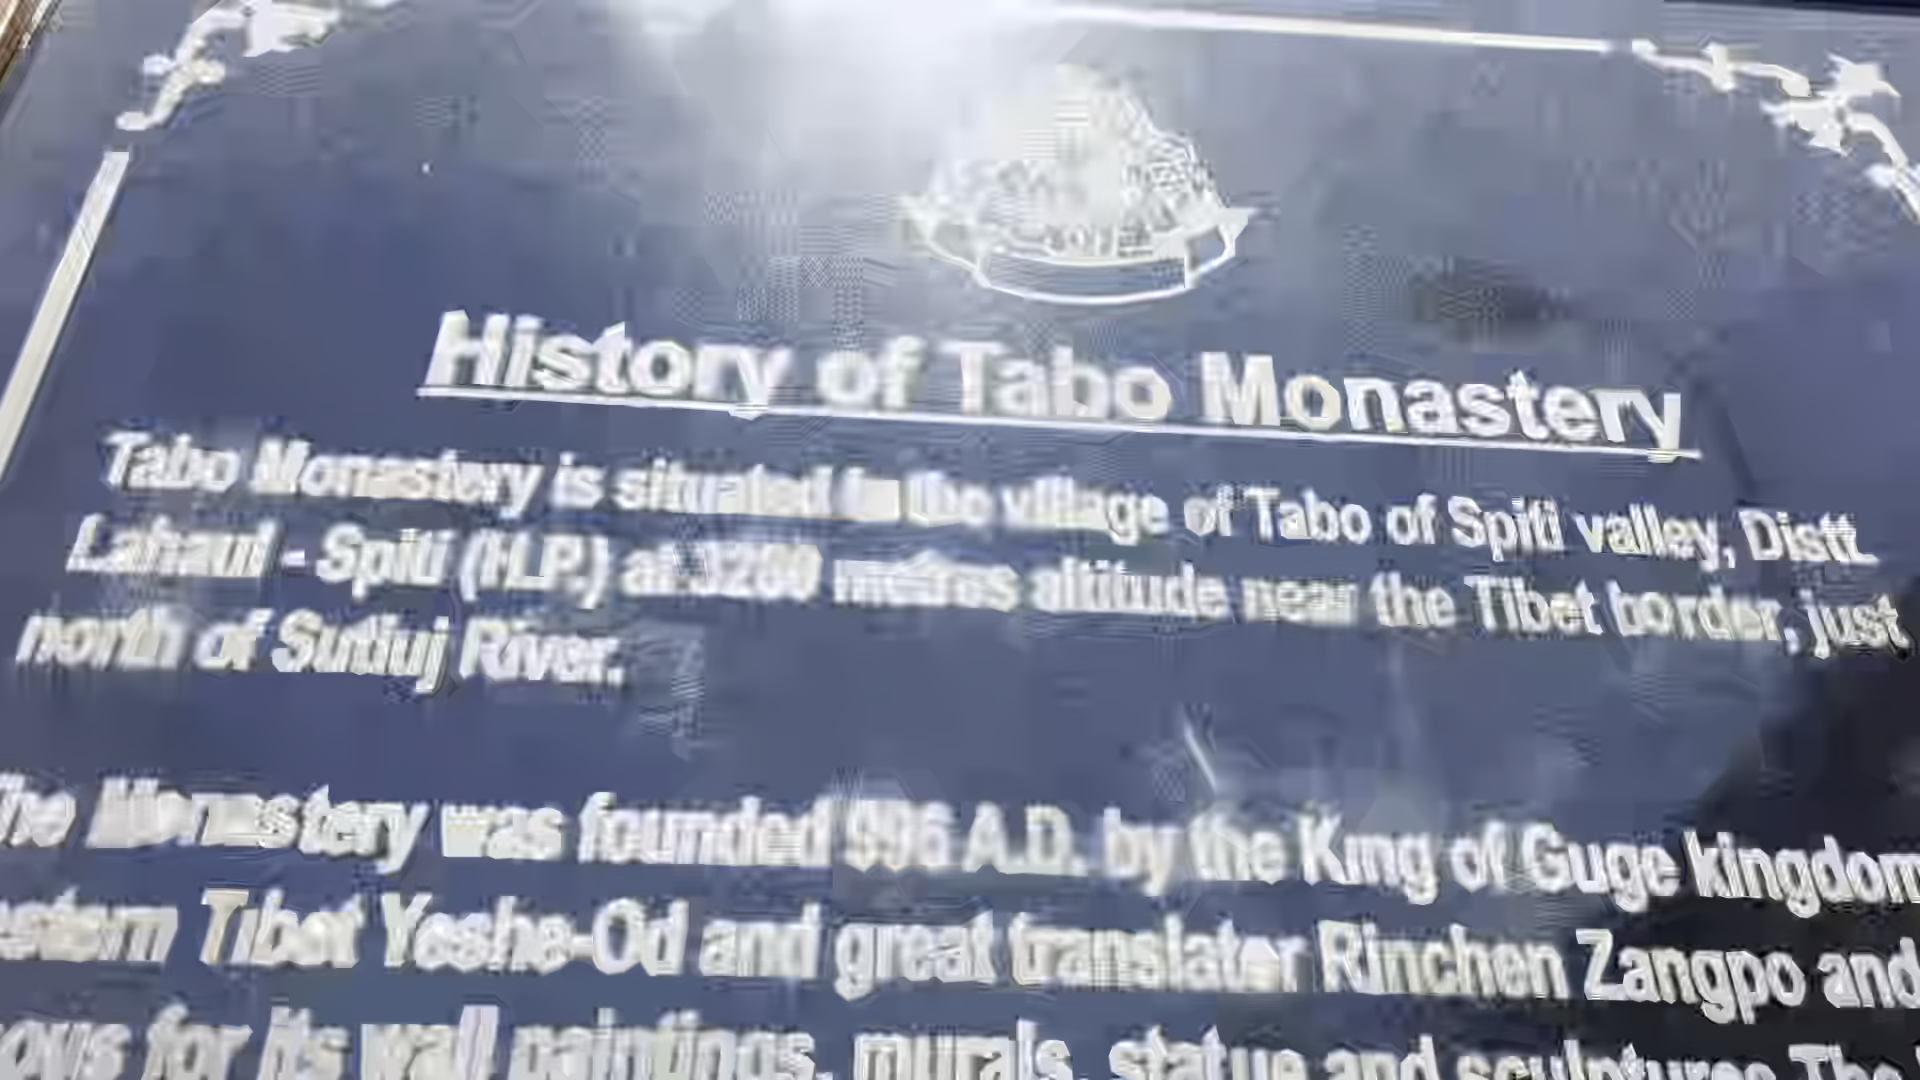 History of Tabo Monastery
Tabo Monastery is situated in the village of Tabo of Spiti valley, Distt.
Lahaul - Spiti (H.P.) at 3280 metres altitude near the Tibet border, just
north of Sutluj River.
The Monastery was founded 996 A.D. by the King of Guge kingdom
Tibet Yeshe-Od and great translater Rinchen Zangpo and
for its wall paintings, murals, statue and sculptures The